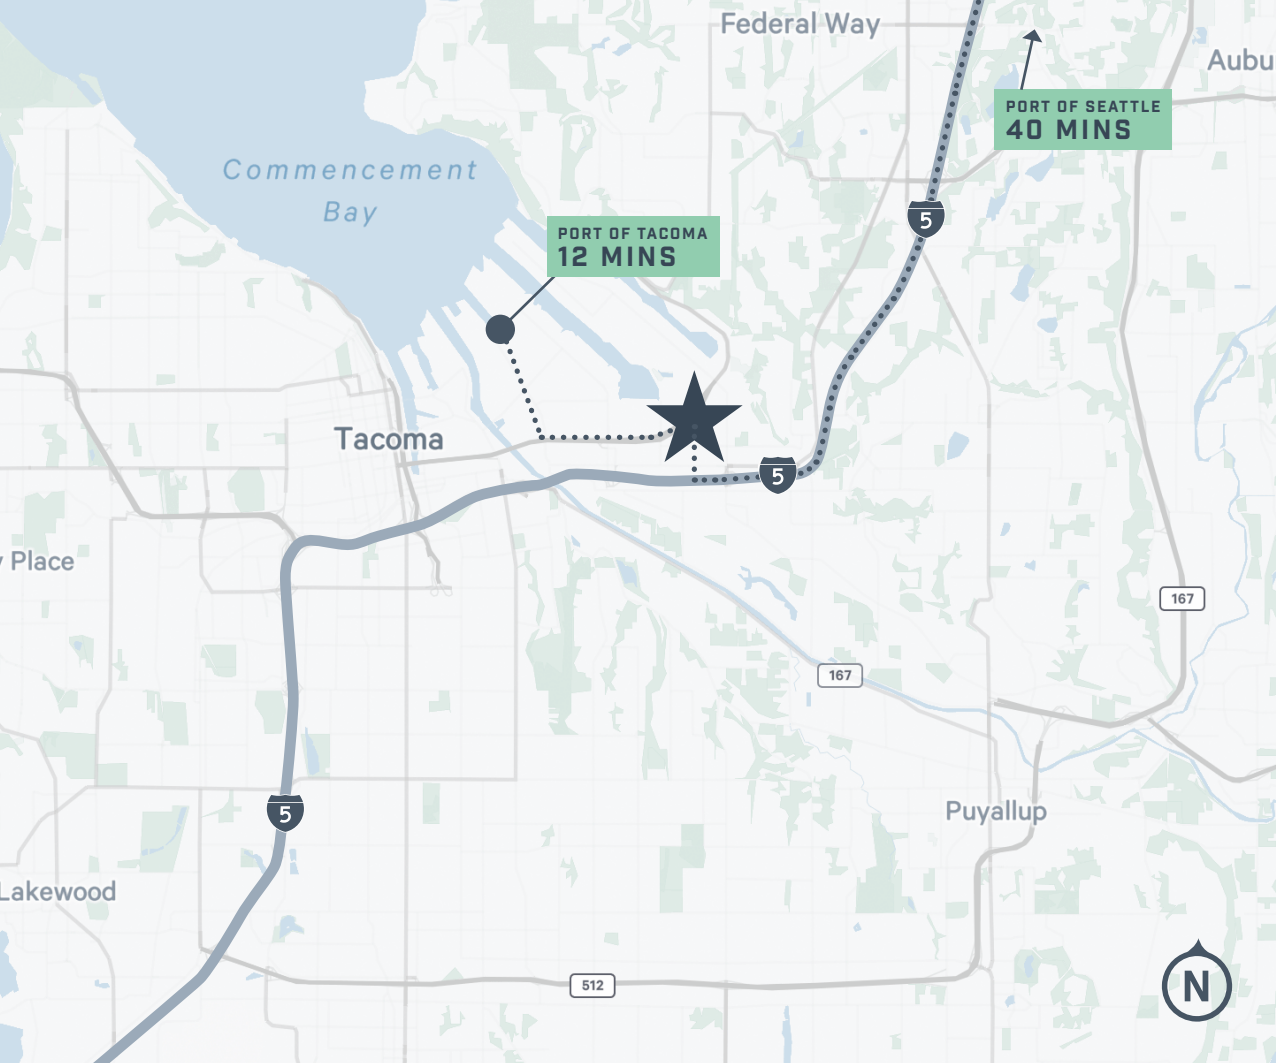 Federal Way
Aubu
PORT OF SEATTLE
40 MINS
Commencement
Bay
5
PORT OF TACOMA
12 MINS
Tacoma
5
y Place
167
167
5
Puyallup
Lakewood
512
N